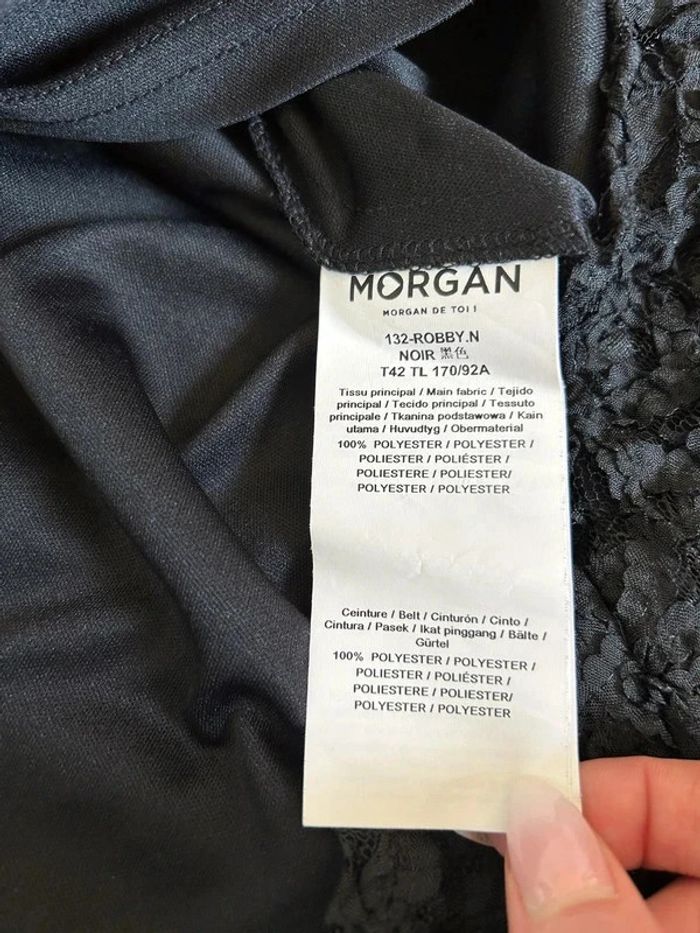 MORGAN
MORGAN DE TOI !
132-ROBBY.N
NOIR 黑色
T42 TL 170/92A
Tissu principal / Main fabric / Tejido
principal / Tecido principal / Tessuto
principale / Tkanina podstawowa / Kain
utama / Huvudtyg / Obermaterial
100% POLYESTER / POLYESTER /
POLIESTER / POLIÉSTER /
POLIESTERE / POLIESTER/
POLYESTER / POLYESTER
Ceinture / Belt / Cinturón / Cinto /
Cintura / Pasek / Ikat pinggang / Bälte /
Gürtel
100% POLYESTER / POLYESTER /
POLIESTER / POLIÉSTER /
POLIESTERE / POLIESTER/
POLYESTER / POLYESTER